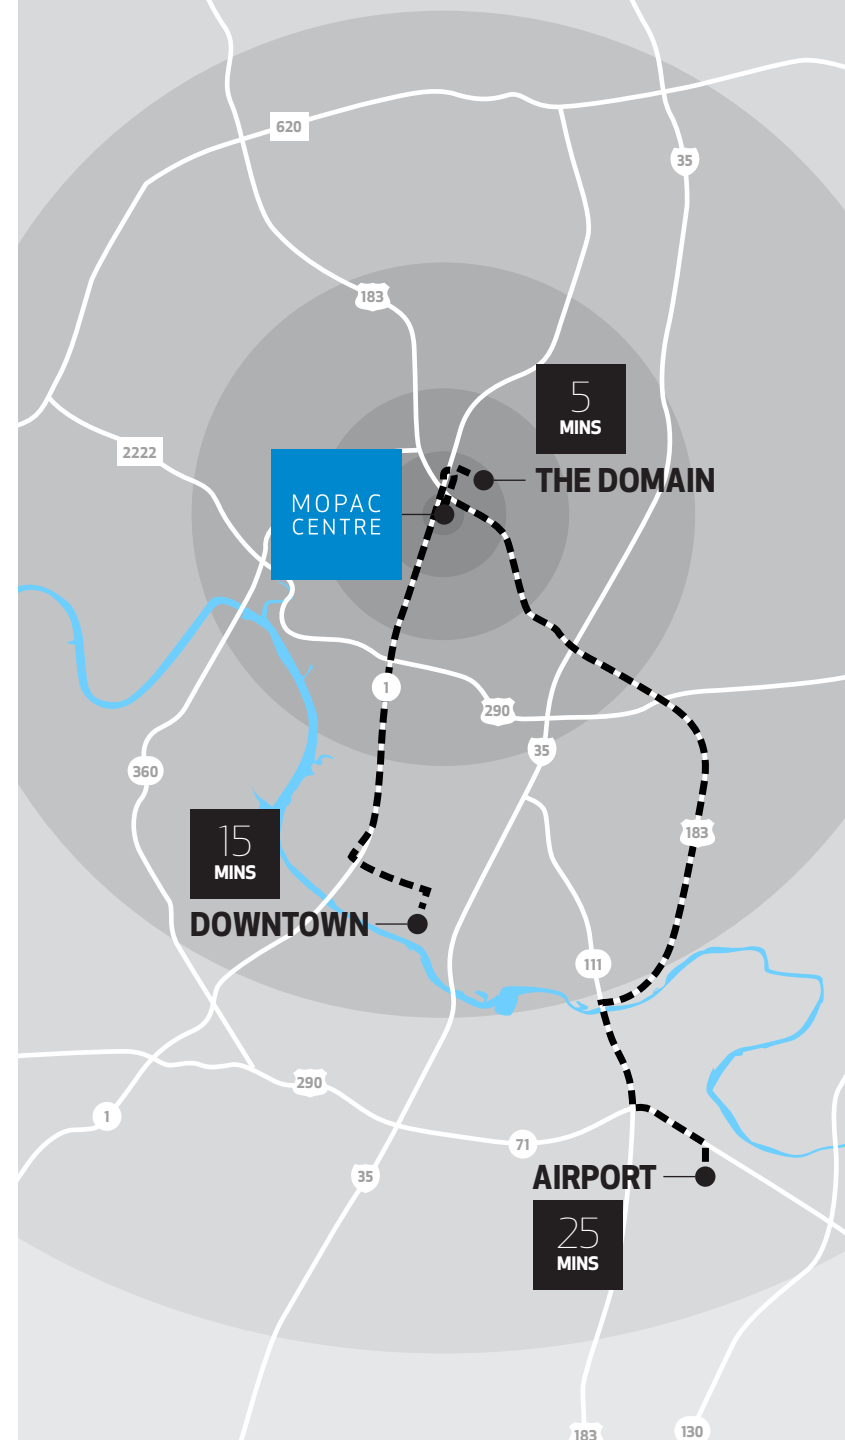 620
35
183
5
MINS
2222
THE DOMAIN
MOPAC
CENTRE
1
290
35
360
15
MINS
183
DOWNTOWN
111
290
1
71
35
AIRPORT
25
MINS
183
130